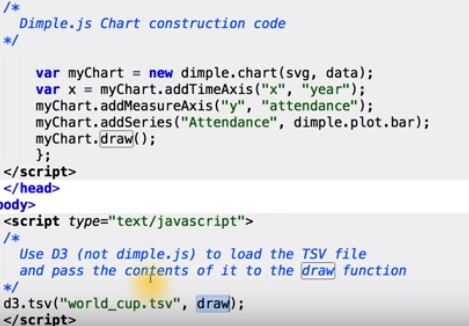 /*
Dimple.js Chart construction code
*/
var myChart = new dimple.chart(svg, data);
var x = myChart.addTimeAxis("x", "year");
myChart.addMeasureAxis("y", "attendance");
myChart.addSeries("Attendance", dimple.plot.bar);
myChart.draw();
};
</script>
</head>
body>
<script type="text/javascript">
/*
Use D3 (not dimple.js) to load the TSV file
and pass the contents of it to the draw function
*/
d3.tsv("world_cup.tsv", draw);
</script>